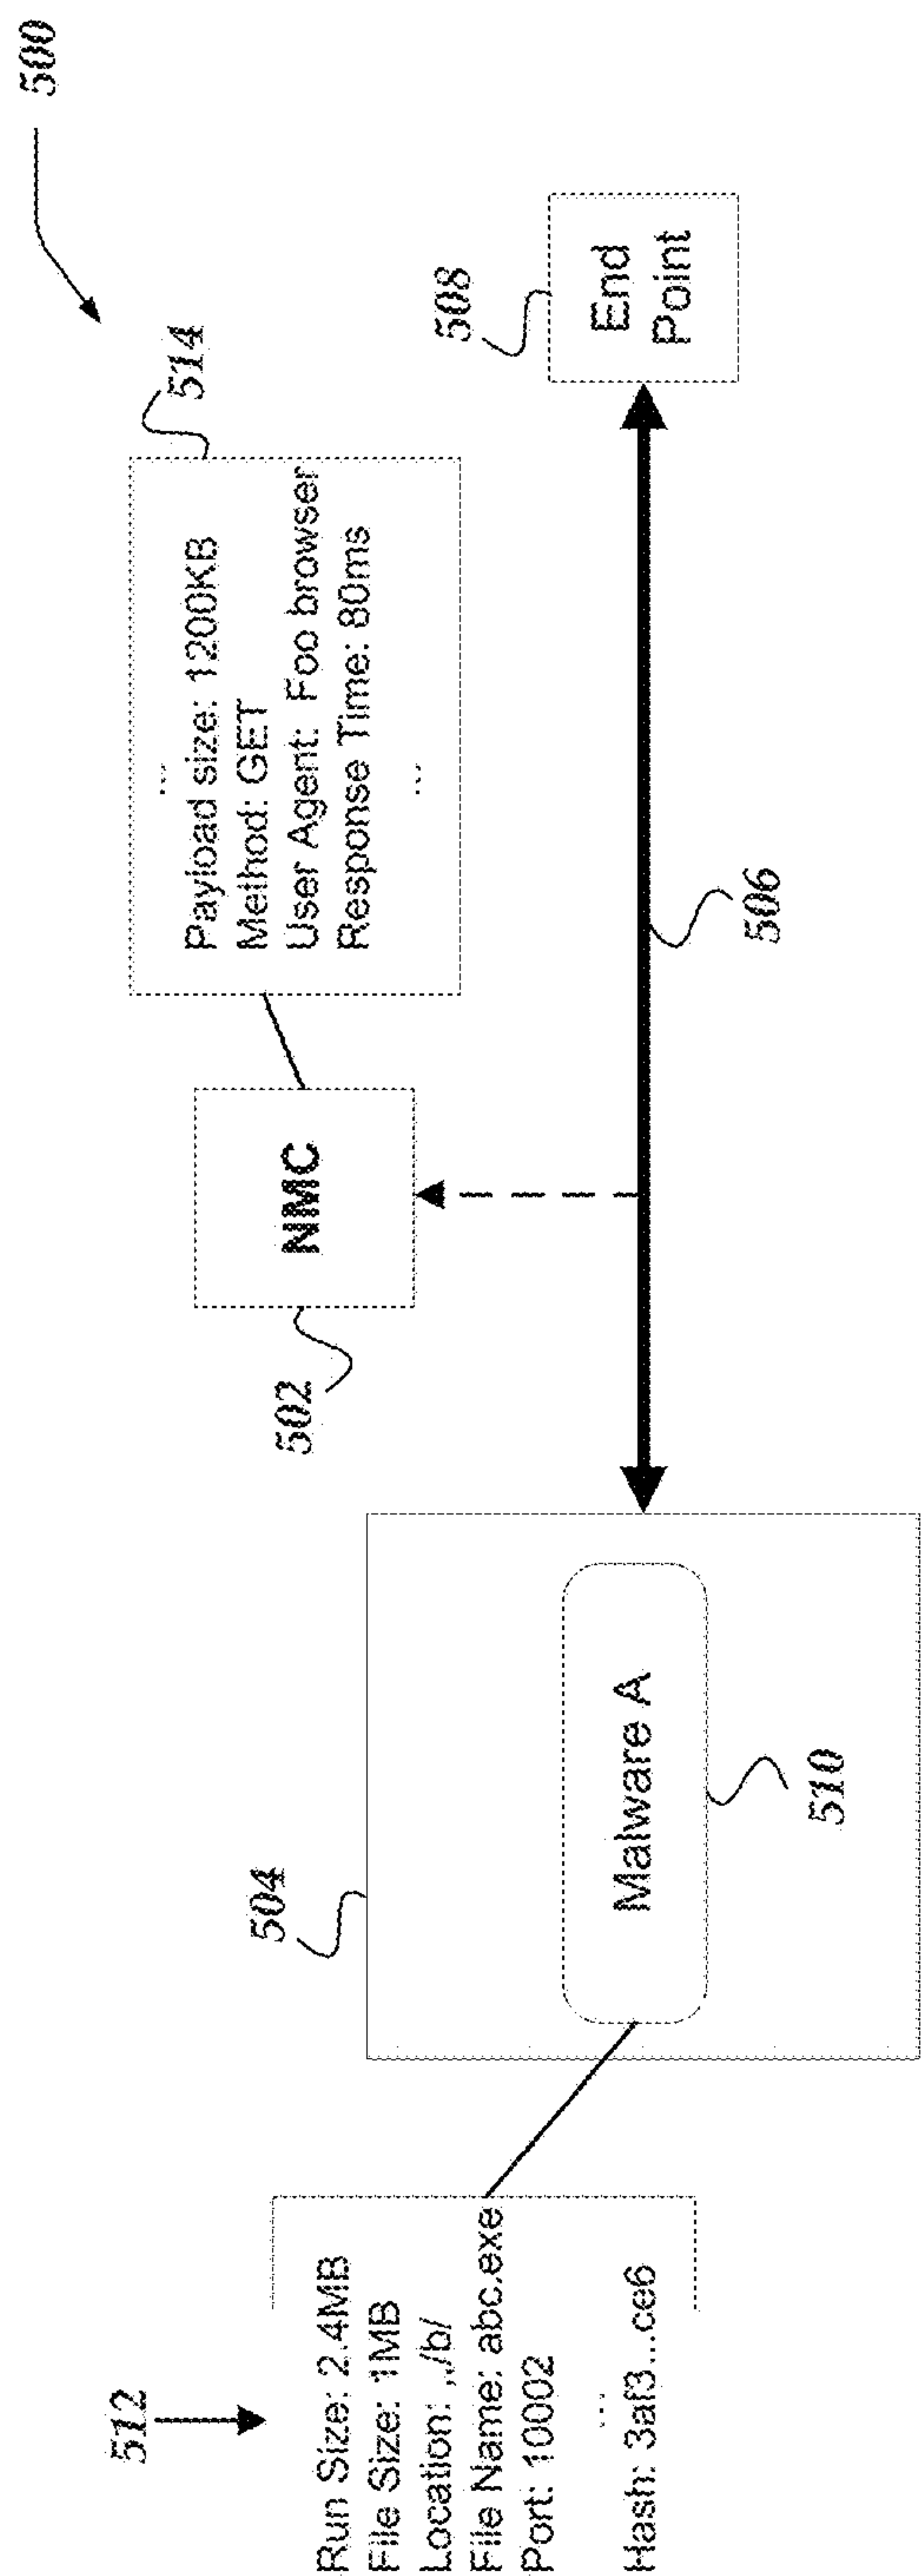 500
514
...
Payload size: 1200KB
Method: GET
User Agent: Foo browser
Response Time: 80ms
...
508
End
Point
NMC
502
506
504
Malware A
510
512
Run Size: 2.4MB
File Size: 1MB
Location: ../b/
File Name: abc.exe
Port: 10002
...
Hash: 3af3...ce6